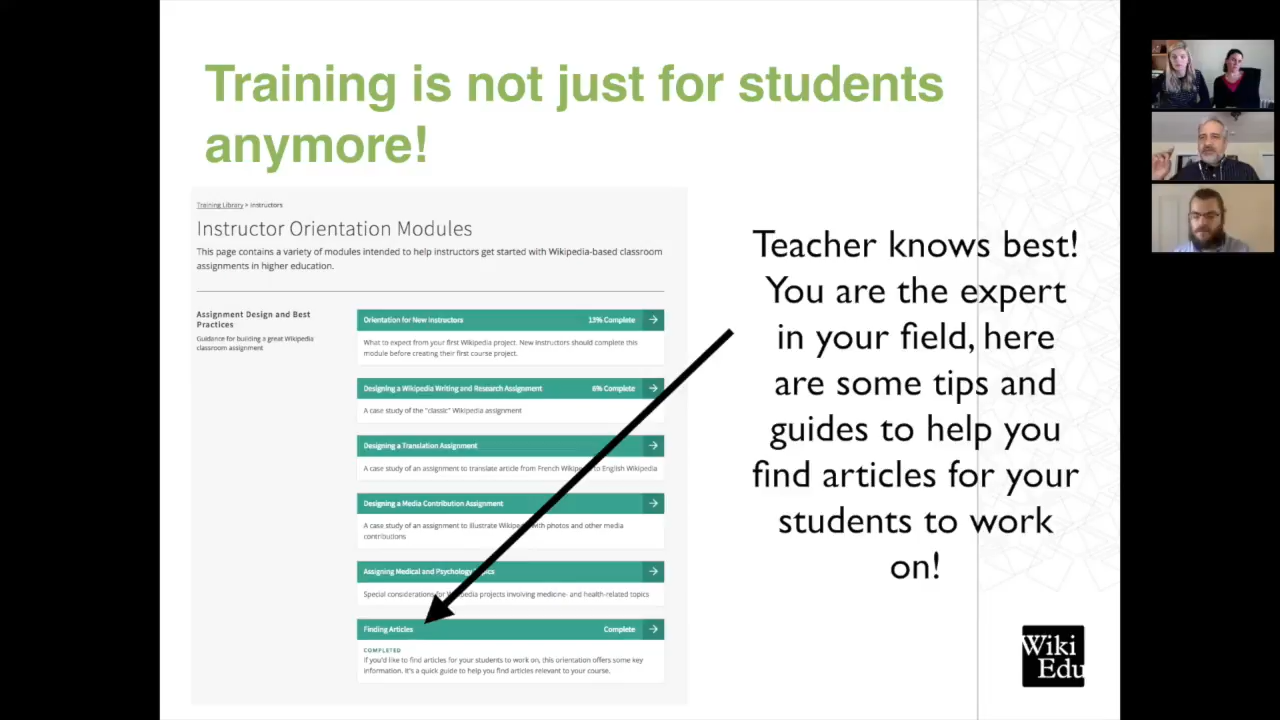 Training is not just for students
anymore!
Training Library > Instructors
Instructor Orientation Modules
This page contains a variety of modules intended to help instructors get started with Wikipedia-based classroom
assignments in higher education.
Assignment Design and Best
Practices
Guidance for building a great Wikipedia
classroom assignment
Orientation for New Instructors 13% Complete
What to expect from your first Wikipedia project. New instructors should complete this
module before creating their first course project.
Designing a Wikipedia Writing and Research Assignment 6% Complete
A case study of the "classic" Wikipedia assignment
Designing a Translation Assignment
A case study of an assignment to translate article from French to English Wikipedia
Designing a Media Contribution Assignment
A case study of an assignment to illustrate with photos and other media
contributions
Assigning Medical and Psychology
Special considerations for projects involving medicine- and health-related topics
Finding Articles Complete
COMPLETED
If you'd like to find articles for your students to work on, this orientation offers some key
information. It's a quick guide to help you find articles relevant to your course.
Teacher knows best!
You are the expert
in your field, here
are some tips and
guides to help you
find articles for your
students to work
on!
Wiki
Edu